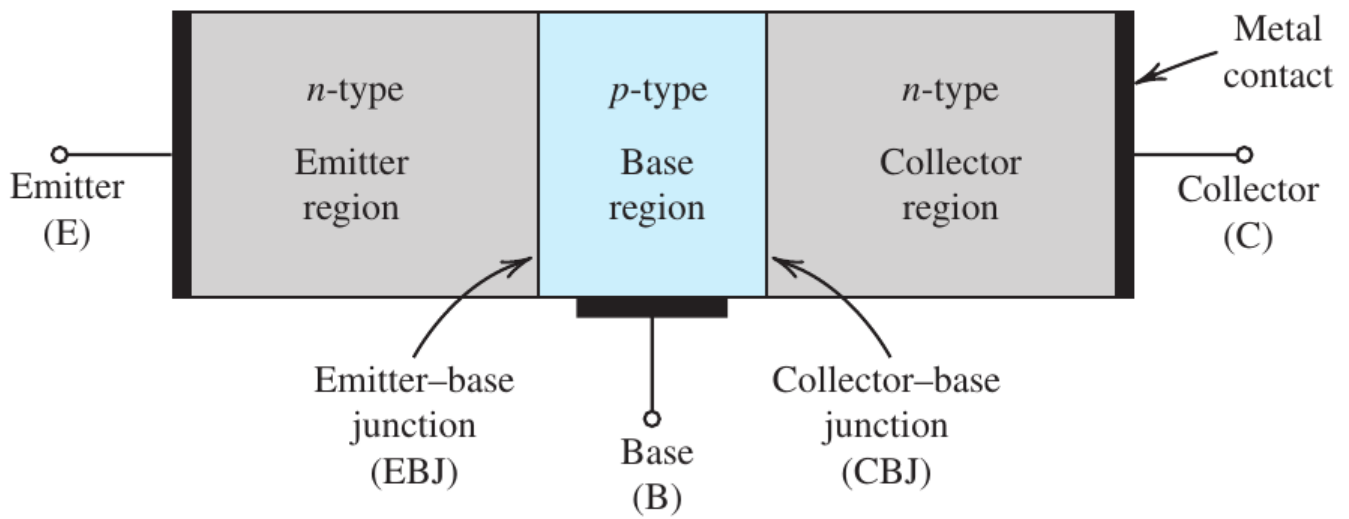 Metal
contact
n-type
p-type
n-type
Emitter
region
Base
region
Collector
region
Emitter
(E)
Collector
(C)
Emitter–base
junction
(EBJ)
Collector–base
junction
(CBJ)
Base
(B)